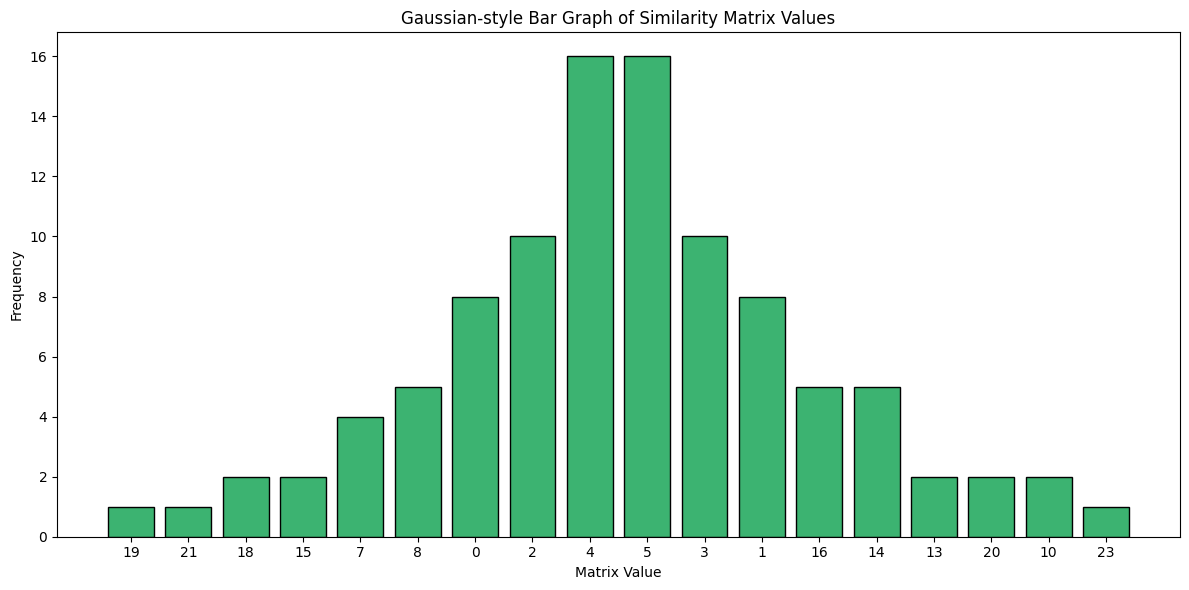 Gaussian-style Bar Graph of Similarity Matrix Values
16
14
12
10
8
6
4
2
0
Frequency
19 21 18 15 7 8 0 2 4 5 3 1 16 14 13 20 10 23
Matrix Value